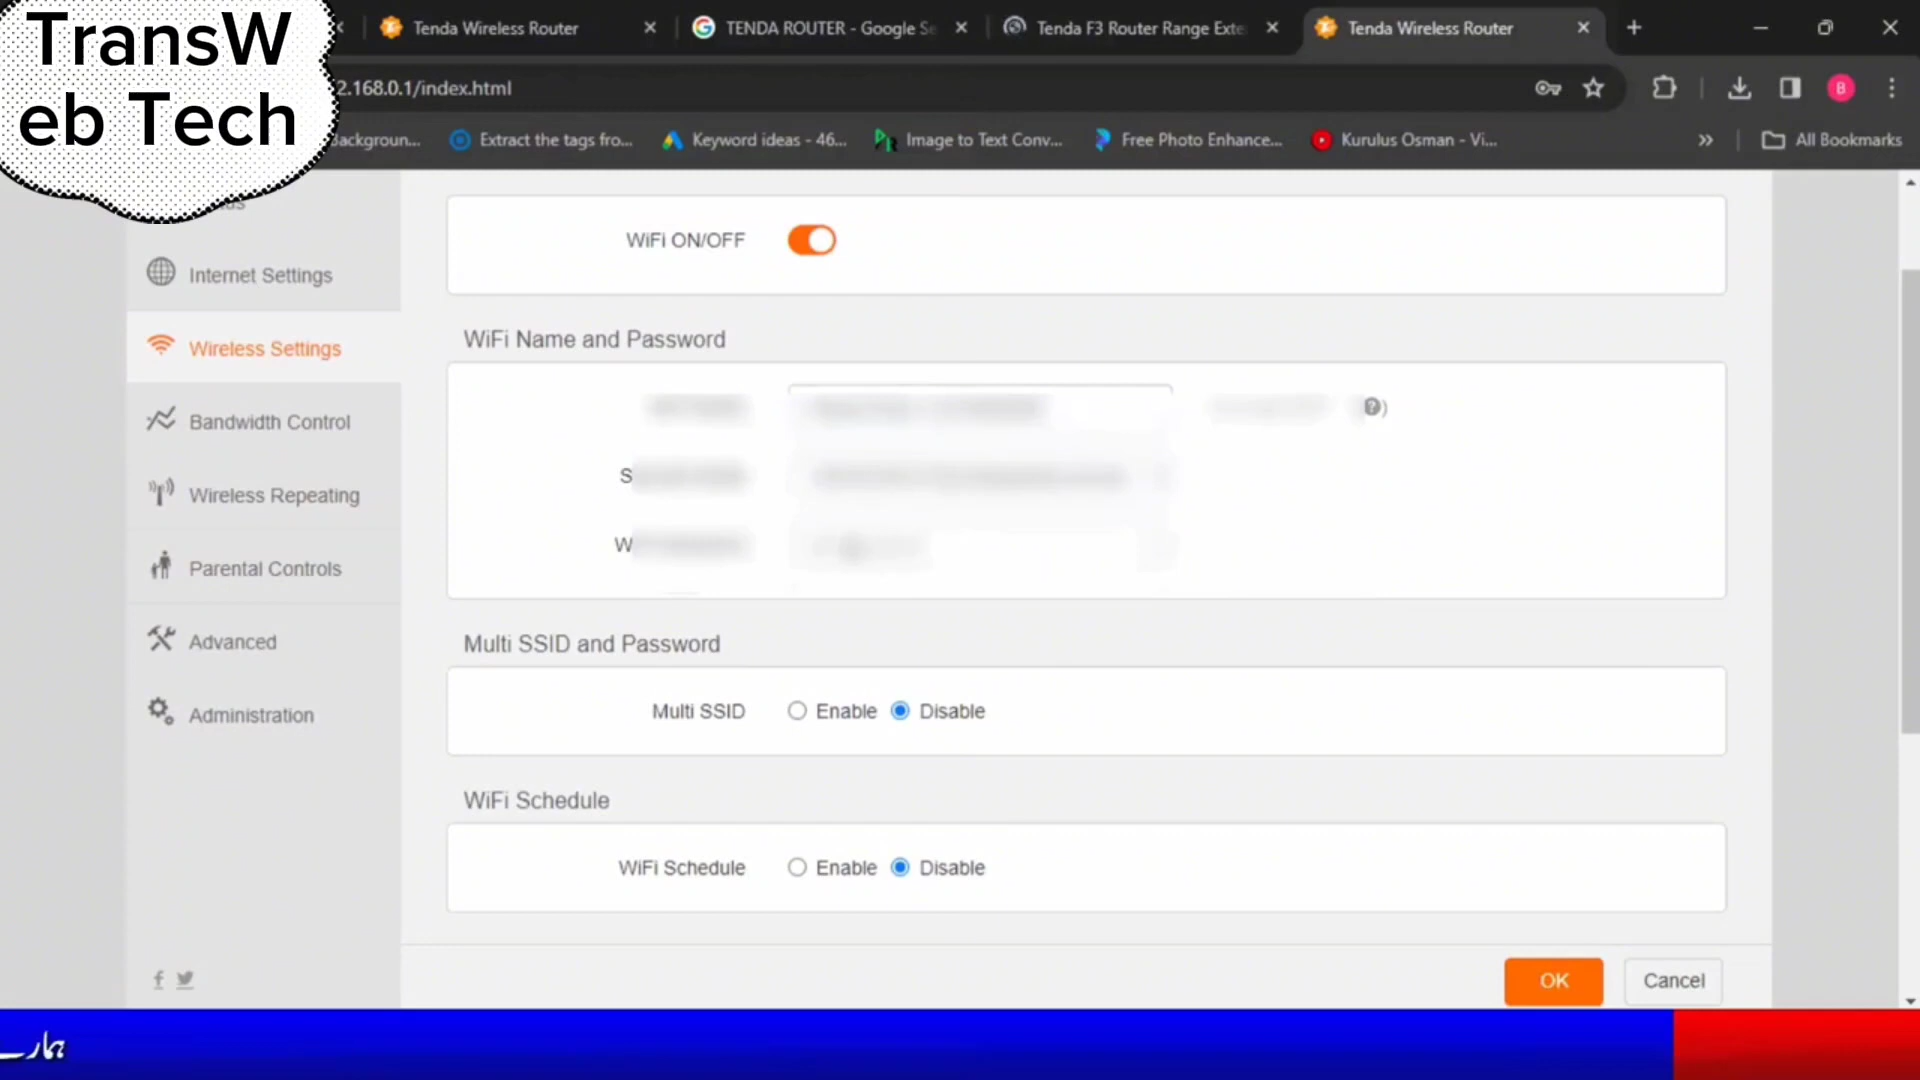 TransW
eb Tech
Tenda Wireless Router
TENDA ROUTER - Google Se
Tenda F3 Router Range Exte
Tenda Wireless Router
2.168.0.1/index.html
B
Backgroun...
Extract the tags fro...
Keyword ideas - 46...
Image to Text Conv...
Free Photo Enhance...
Kurulus Osman - Vi...
All Bookmarks
WiFi ON/OFF
Internet Settings
WiFi Name and Password
Wireless Settings
Bandwidth Control
Wireless Repeating
Parental Controls
Multi SSID and Password
Advanced
Multi SSID Enable Disable
Administration
WiFi Schedule
WiFi Schedule Enable Disable
OK
Cancel
ہمارے